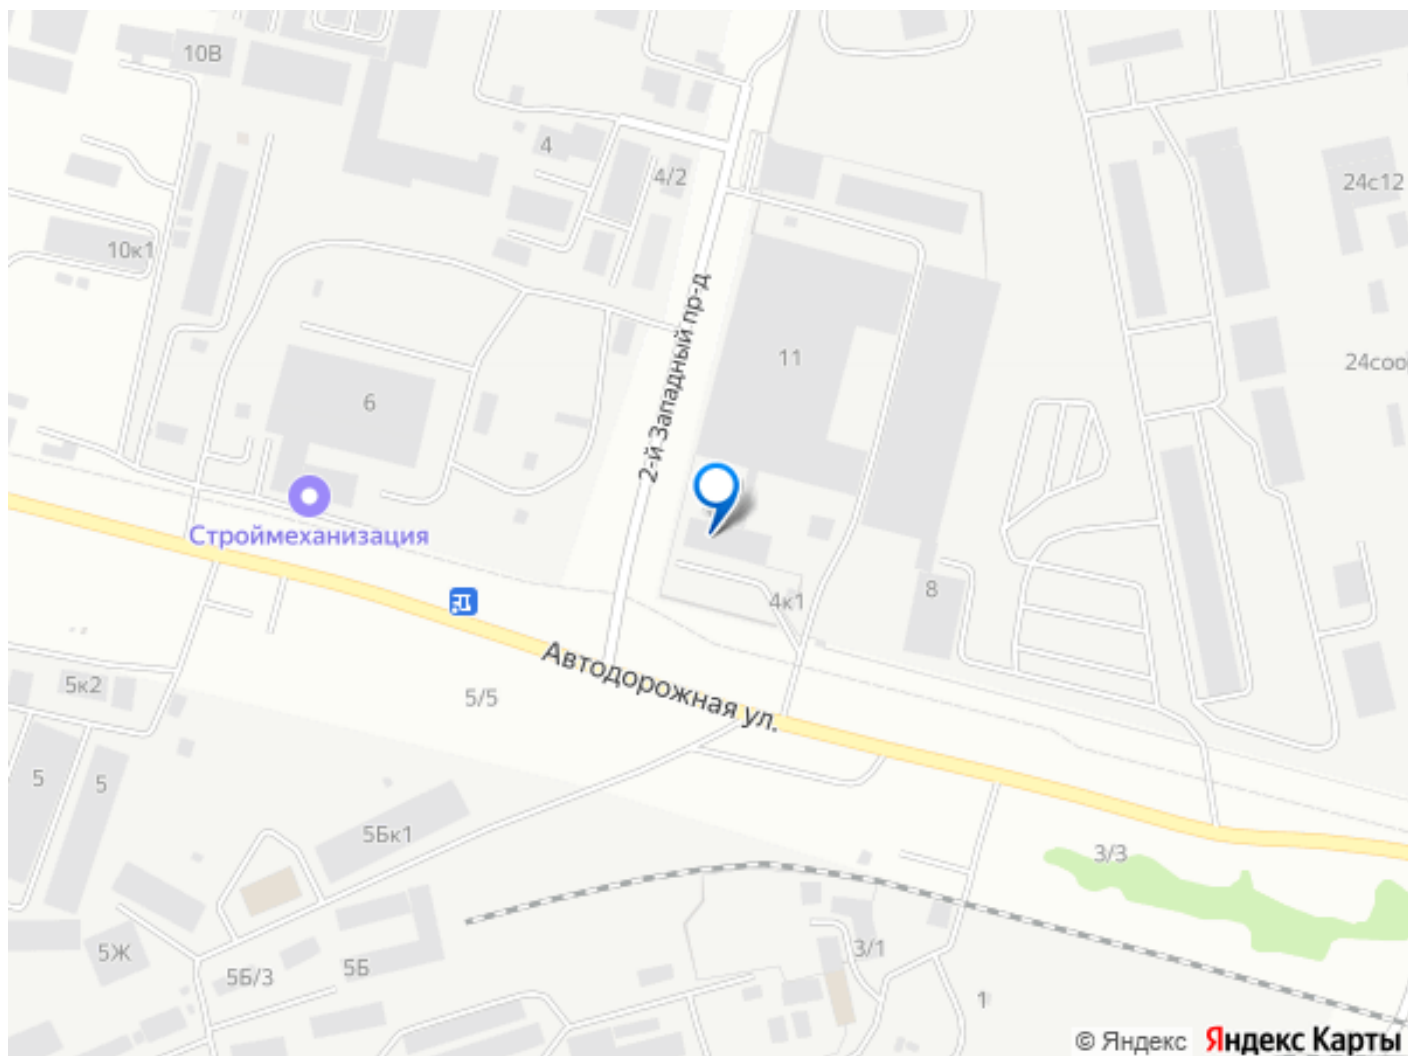 10В
4
4/2
24с12
10к1
2-й Западный пр-д
11
24соо
6
Строймеханизация
8
4к1
Автодорожная ул.
5к2
5/5
5
5
5Бк1
3/3
5Ж
5Б/3
5Б
3/1
1
© Яндекс Яндекс Карты